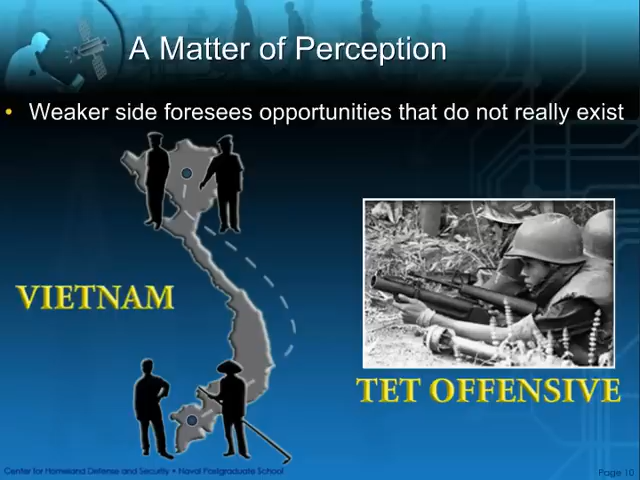 A Matter of Perception
• Weaker side foresees opportunities that do not really exist
VIETNAM
TET OFFENSIVE
Center for Homeland Defense and Security • Naval Postgraduate School
Page 10